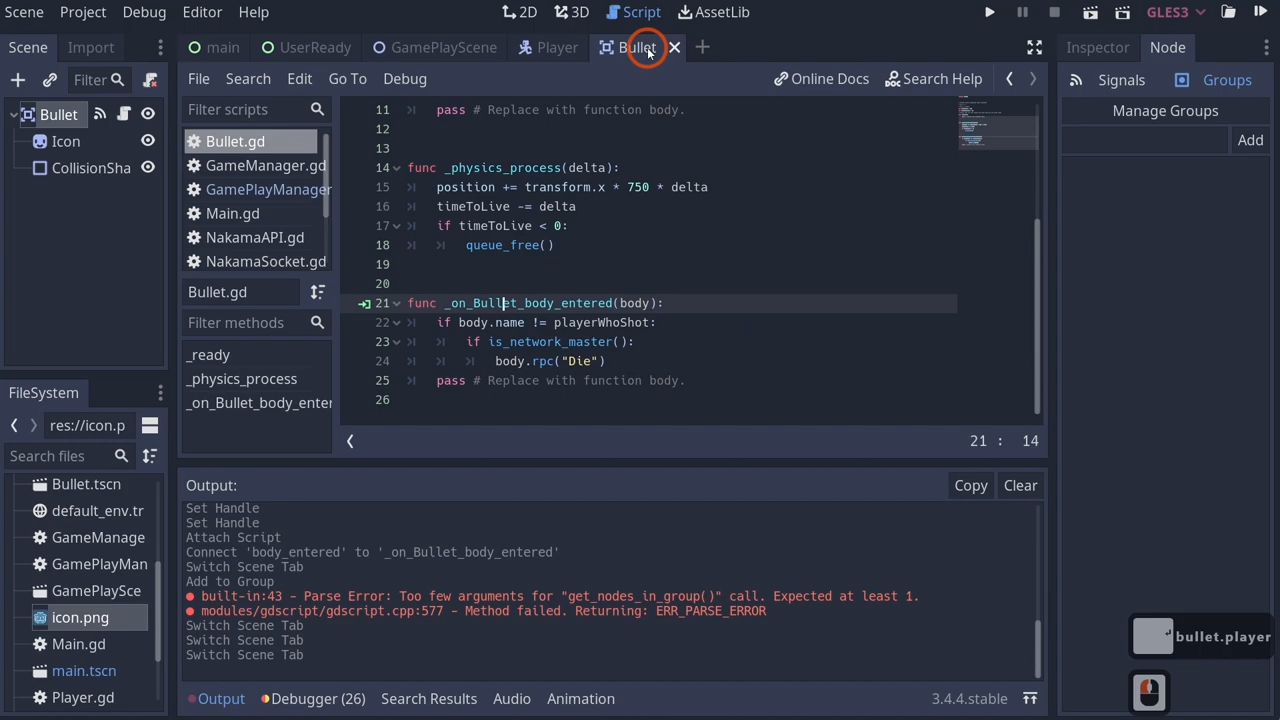 Scene Project Debug Editor Help 2D 3D Script AssetLib GLES3
Scene Import main UserReady GamePlayScene Player Bullet Inspector Node
Filter File Search Edit Go To Debug Online Docs Search Help Signals Groups
Bullet Filter scripts 11 pass # Replace with function body. Manage Groups
Icon Bullet.gd 12 Add
CollisionSha GameManager.gd 13
GamePlayManager 14 func _physics_process(delta):
Main.gd 15 position += transform.x * 750 * delta
NakamaAPI.gd 16 timeToLive -= delta
NakamaSocket.gd 17 if timeToLive < 0:
18 queue_free()
Bullet.gd 19
20
Filter methods 21 func _on_Bullet_body_entered(body):
_ready 22 if body.name != playerWhoShot:
_physics_process 23 if is_network_master():
_on_Bullet_body_enter 24 body.rpc("Die")
25 pass # Replace with function body.
26
21 : 14
FileSystem
res://icon.p
Search files
Bullet.tscn
default_env.tr
GameManage
GamePlayMan
GamePlaySce
icon.png
Main.gd
main.tscn
Player.gd
Output: Copy Clear
Set Handle
Set Handle
Attach Script
Connect 'body_entered' to '_on_Bullet_body_entered'
Switch Scene Tab
Add to Group
built-in:43 - Parse Error: Too few arguments for "get_nodes_in_group()" call. Expected at least 1.
modules/gdscript/gdscript.cpp:577 - Method failed. Returning: ERR_PARSE_ERROR
Switch Scene Tab
Switch Scene Tab
Switch Scene Tab
bullet.player
Output Debugger (26) Search Results Audio Animation 3.4.4.stable